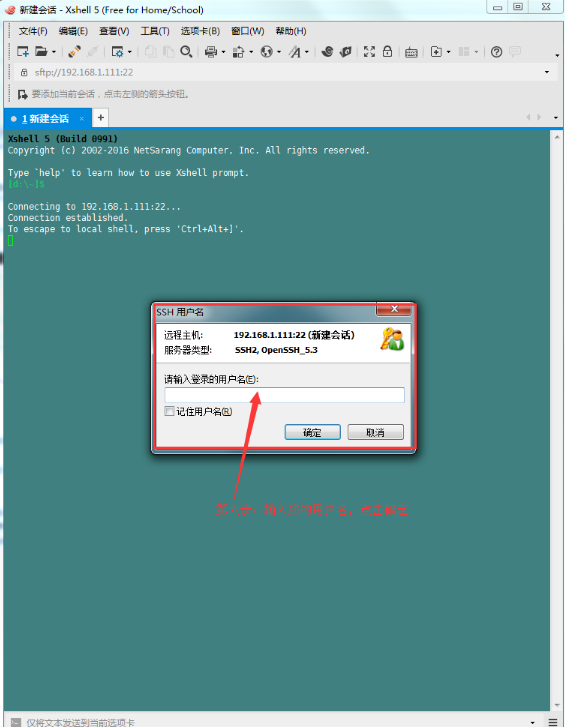 新建会话 - Xshell 5 (Free for Home/School)
文件(F) 编辑(E) 查看(V) 工具(T) 选项卡(B) 窗口(W) 帮助(H)
sftp://192.168.1.111:22
要添加当前会话，点击左侧的箭头按钮。
1 新建会话
Xshell 5 (Build 0991)
Copyright (c) 2002-2016 NetSarang Computer, Inc. All rights reserved.
Type `help' to learn how to use Xshell prompt.
[d:\~]$
Connecting to 192.168.1.111:22...
Connection established.
To escape to local shell, press 'Ctrl+Alt+]'.
SSH 用户名
远程主机: 192.168.1.111:22 (新建会话)
服务器类型: SSH2, OpenSSH_5.3
请输入登录的用户名(E):
记住用户名(R)
确定 取消
仅将文本发送到当前选项卡